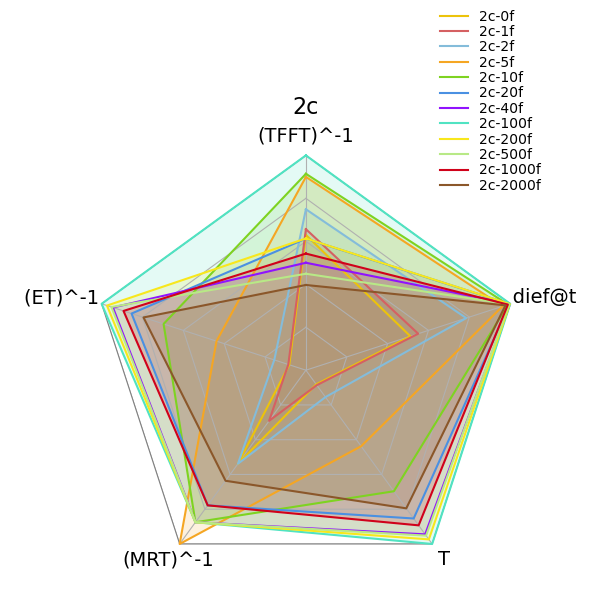 2c-0f
2c-1f
2c-2f
2c-5f
2c-10f
2c-20f
2c-40f
2c-100f
2c-200f
2c-500f
2c-1000f
2c-2000f
2c
(TFFT)^-1
(ET)^-1
dief@t
(MRT)^-1
T